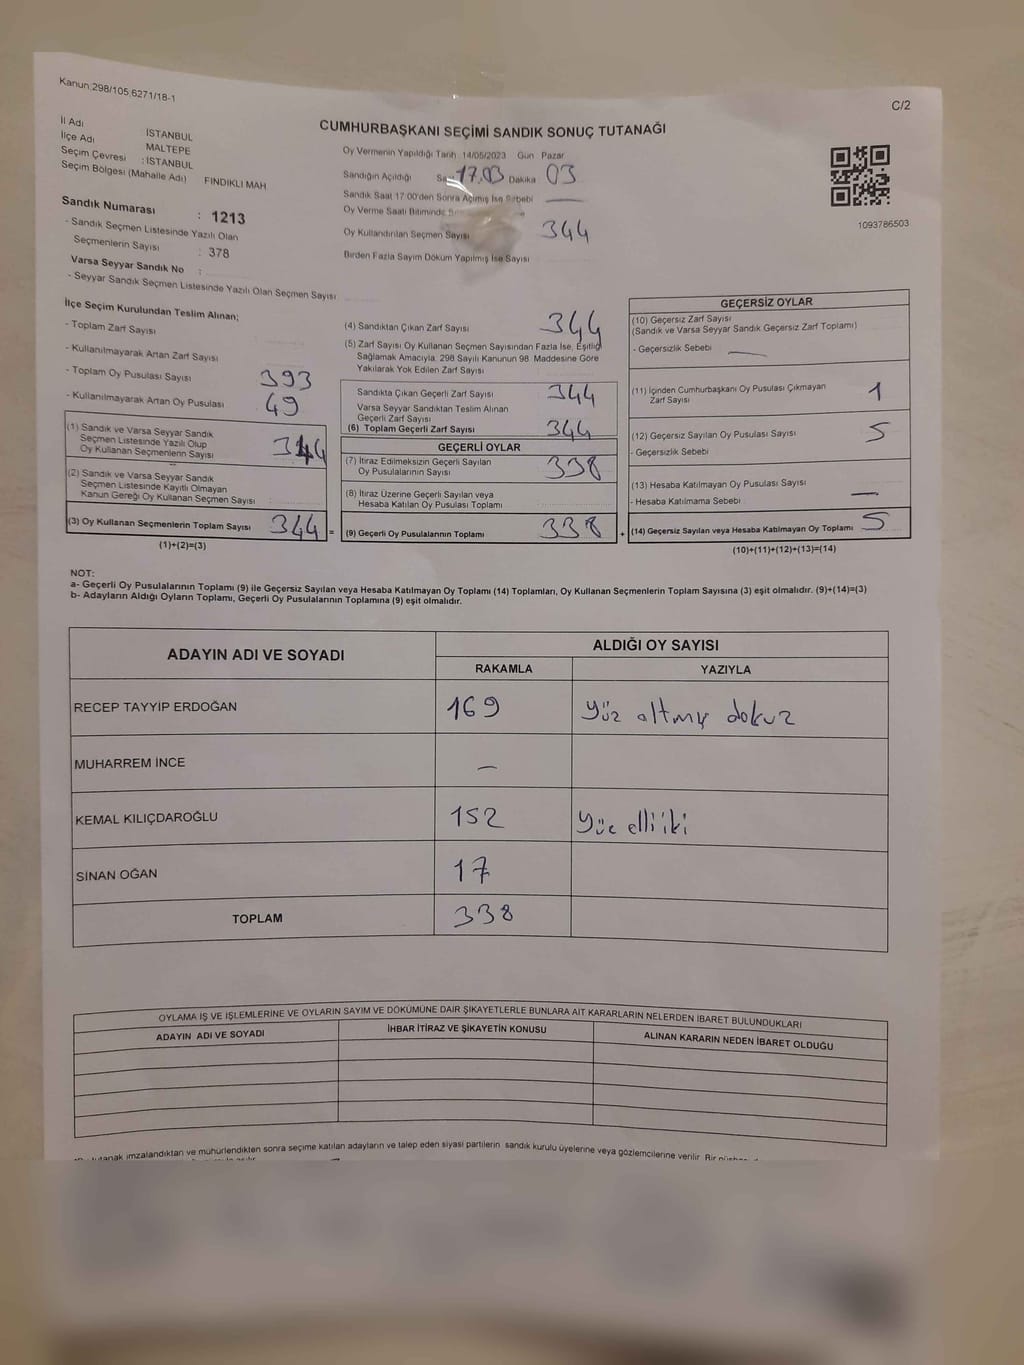 Kanun,298/105,6271/18-1
C/2
CUMHURBAŞKANI SEÇİMİ SANDIK SONUÇ TUTANAĞI
İl Adı
İSTANBUL
İlçe Adı
MALTEPE
Seçim Çevresi : İSTANBUL
Seçim Bölgesi (Mahalle Adı) FINDIKLI MAH
Sandık Numarası : 1213
- Sandık Seçmen Listesinde Yazılı Olan
Seçmenlerin Sayısı : 378
Varsa Seyyar Sandık No :
- Seyyar Sandık Seçmen Listesinde Yazılı Olan Seçmen Sayısı
Oy Vermenin Yapıldığı Tarih 14/05/2023 Gün Pazar
Sandığın Açıldığı 17,03 Dakika 03
Sandık Saat 17 00'den Sonra Açılmış İse Sebebi
Oy Verme Saati Bitiminde
Oy Kullandırılan Seçmen Sayısı 344
Birden Fazla Sayım Döküm Yapılmış İse Sayısı
1093786503
İlçe Seçim Kurulundan Teslim Alınan;
- Toplam Zarf Sayısı
- Kullanılmayarak Artan Zarf Sayısı
- Toplam Oy Pusulası Sayısı 393
- Kullanılmayarak Artan Oy Pusulası 49
(1) Sandık ve Varsa Seyyar Sandık
Seçmen Listesinde Yazılı Olup
Oy Kullanan Seçmenlerin Sayısı 344
(2) Sandık ve Varsa Seyyar Sandık
Seçmen Listesinde Kayıtlı Olmayan
Kanun Gereği Oy Kullanan Seçmen Sayısı
(3) Oy Kullanan Seçmenlerin Toplam Sayısı 344 =
(1)+(2)=(3)
(4) Sandıktan Çıkan Zarf Sayısı 344
(5) Zarf Sayısı Oy Kullanan Seçmen Sayısından Fazla İse, Eşitliği
Sağlamak Amacıyla, 298 Sayılı Kanunun 98. Maddesine Göre
Yakılarak Yok Edilen Zarf Sayısı
Sandıkta Çıkan Geçerli Zarf Sayısı 344
Varsa Seyyar Sandıktan Teslim Alınan
Geçerli Zarf Sayısı
(6) Toplam Geçerli Zarf Sayısı 344
GEÇERLİ OYLAR
(7) İtiraz Edilmeksizin Geçerli Sayılan
Oy Pusulalarının Sayısı 338
(8) İtiraz Üzerine Geçerli Sayılan veya
Hesaba Katılan Oy Pusulası Toplamı
(9) Geçerli Oy Pusulalarının Toplamı 338 +
GEÇERSİZ OYLAR
(10) Geçersiz Zarf Sayısı
(Sandık ve Varsa Seyyar Sandık Geçersiz Zarf Toplamı)
- Geçersizlik Sebebi —
(11) İçinden Cumhurbaşkanı Oy Pusulası Çıkmayan
Zarf Sayısı 1
(12) Geçersiz Sayılan Oy Pusulası Sayısı 5
- Geçersizlik Sebebi
(13) Hesaba Katılmayan Oy Pusulası Sayısı —
- Hesaba Katılmama Sebebi
(14) Geçersiz Sayılan veya Hesaba Katılmayan Oy Toplamı 5
(10)+(11)+(12)+(13)=(14)
NOT:
a- Geçerli Oy Pusulalarının Toplamı (9) ile Geçersiz Sayılan veya Hesaba Katılmayan Oy Toplamı (14) Toplamları, Oy Kullanan Seçmenlerin Toplam Sayısına (3) eşit olmalıdır. (9)+(14)=(3)
b- Adayların Aldığı Oyların Toplamı, Geçerli Oy Pusulalarının Toplamına (9) eşit olmalıdır.
ADAYIN ADI VE SOYADI
ALDIĞI OY SAYISI
RAKAMLA YAZIYLA
RECEP TAYYİP ERDOĞAN 169 Yüz altmış dokuz
MUHARREM İNCE —
KEMAL KILIÇDAROĞLU 152 Yüz elli iki
SİNAN OĞAN 17
TOPLAM 338
OYLAMA İŞ VE İŞLEMLERİNE VE OYLARIN SAYIM VE DÖKÜMÜNE DAİR ŞİKAYETLERLE BUNLARA AİT KARARLARIN NELERDEN İBARET BULUNDUKLARI
ADAYIN ADI VE SOYADI İHBAR İTİRAZ VE ŞİKAYETİN KONUSU ALINAN KARARIN NEDEN İBARET OLDUĞU
tutanak imzalandıktan ve mühürlendikten sonra seçime katılan adayların ve talep eden siyasi partilerin sandık kurulu üyelerine veya gözlemcilerine verilir. Bir